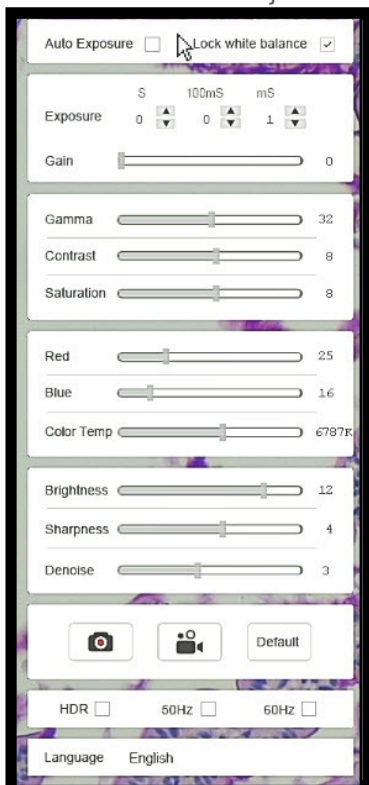 Auto Exposure Lock white balance
S 100mS mS
Exposure 0 0 1
Gain 0
Gamma 32
Contrast 8
Saturation 8
Red 25
Blue 16
Color Temp 6787K
Brightness 12
Sharpness 4
Denoise 3
Default
HDR 50Hz 60Hz
Language English